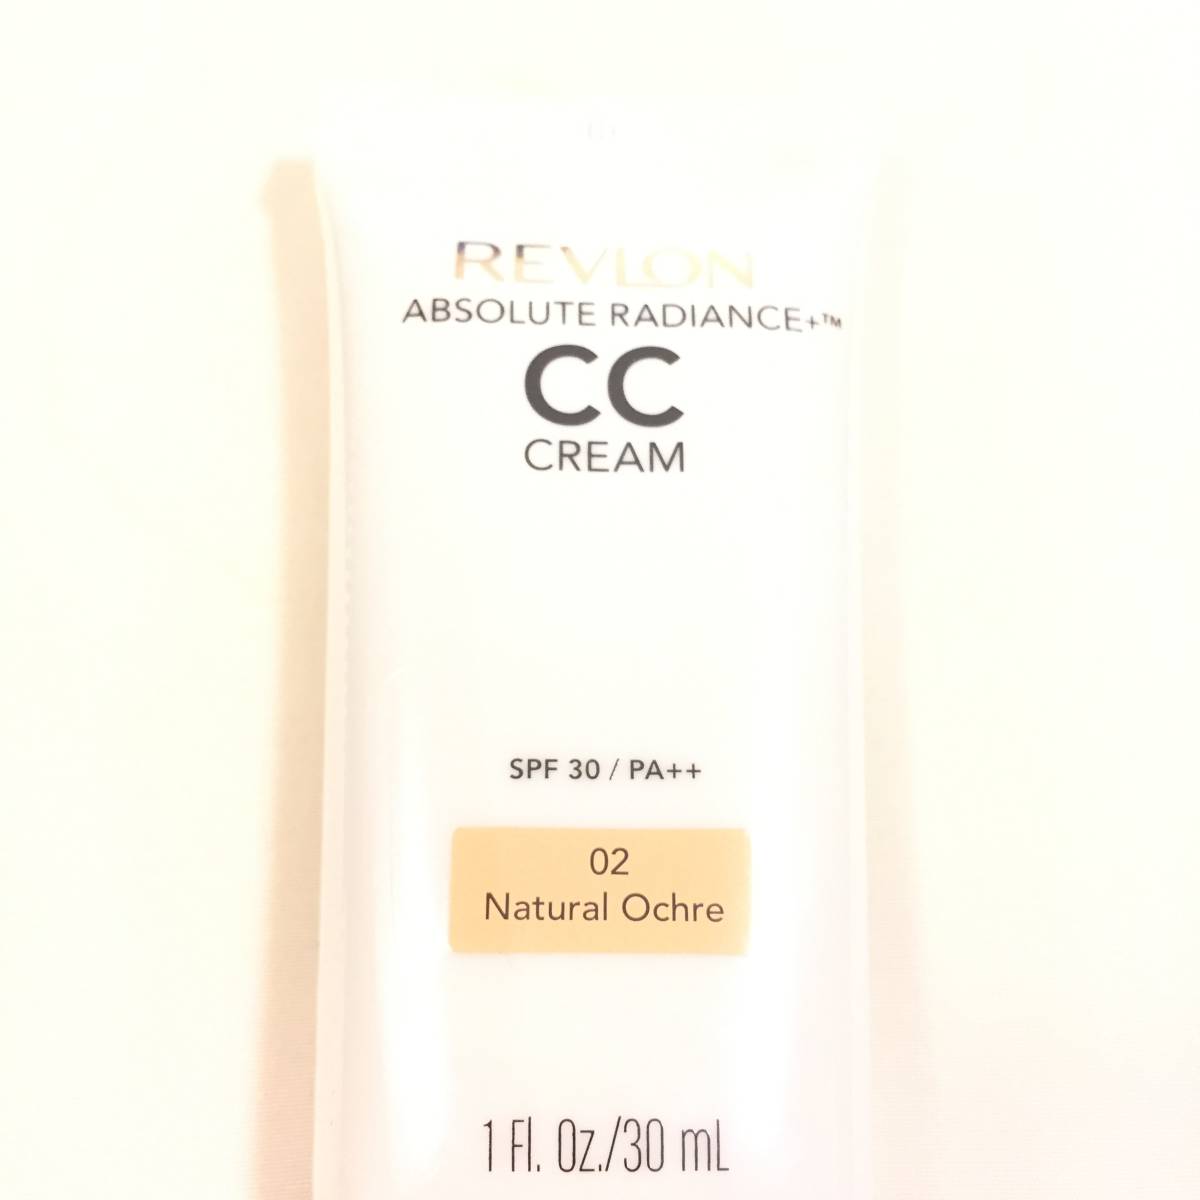 REVLON
ABSOLUTE RADIANCE+™
CC
CREAM
SPF 30 / PA++
02
Natural Ochre
1 Fl. Oz./30 mL